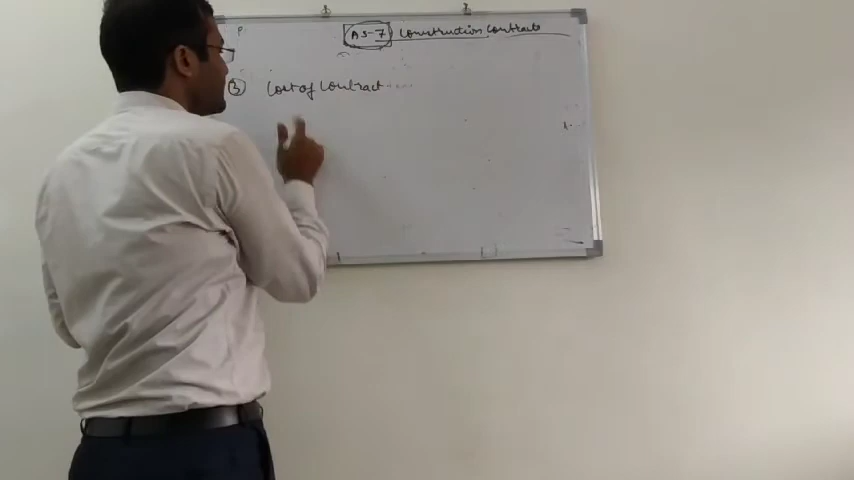 P
AS-7 Construction Contracts
3 Cost of Contract.....